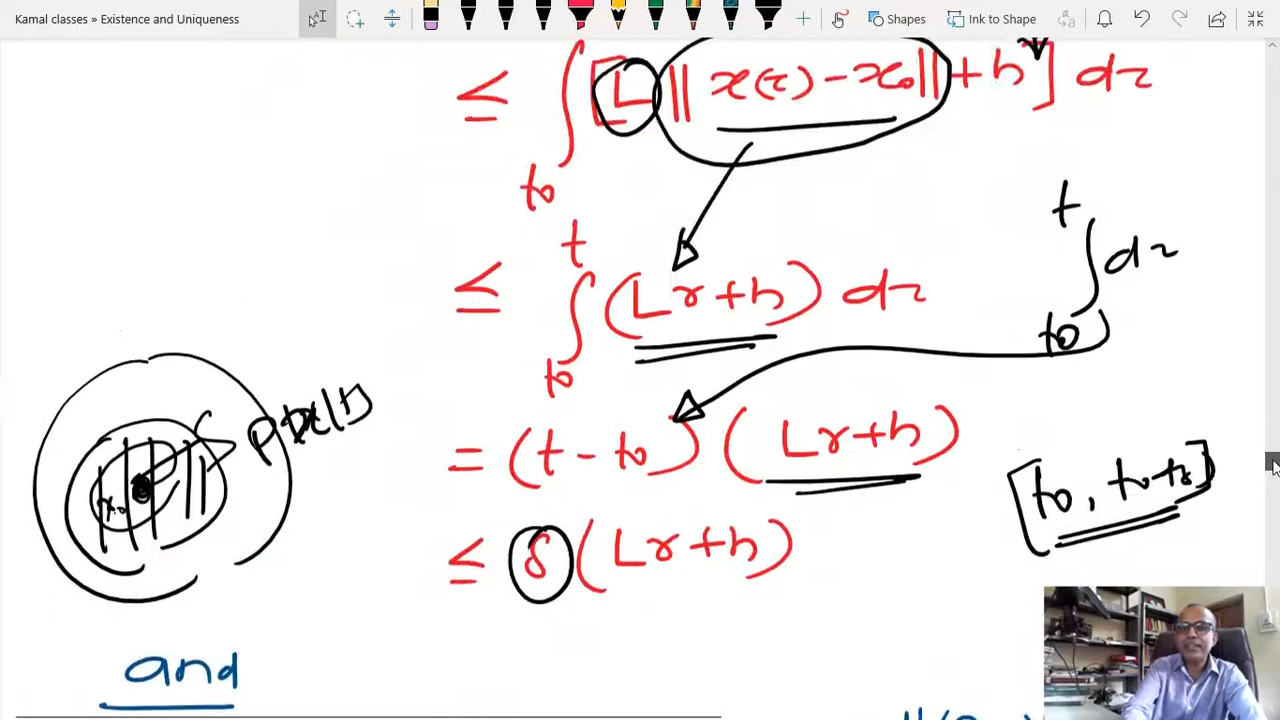 Kamal classes » Existence and Uniqueness
Shapes
Ink to Shape
≤ ∫ [L || x(τ) - x₀ || + h] dτ
t₀
t
≤ ∫ (Lr+h) dτ
t₀
t
∫ dτ
t₀
= (t - t₀) (Lr+h)
[t₀, t₀+δ]
≤ δ (Lr+h)
x₀
and